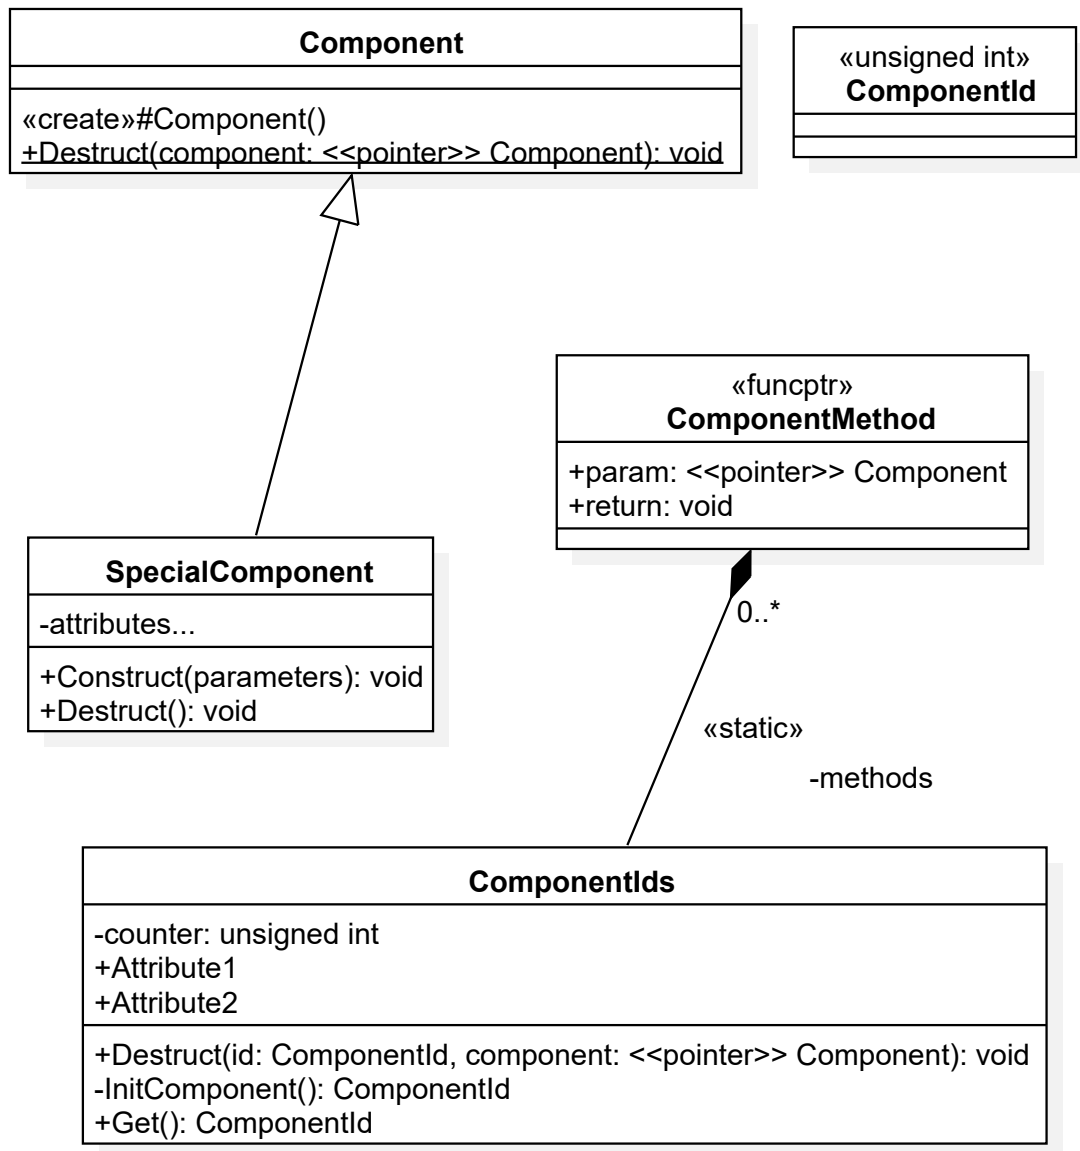 Component
«create»#Component()
+Destruct(component: <<pointer>> Component): void
«unsigned int»
ComponentId
«funcptr»
ComponentMethod
+param: <<pointer>> Component
+return: void
SpecialComponent
-attributes...
+Construct(parameters): void
+Destruct(): void
0..*
«static»
-methods
ComponentIds
-counter: unsigned int
+Attribute1
+Attribute2
+Destruct(id: ComponentId, component: <<pointer>> Component): void
-InitComponent(): ComponentId
+Get(): ComponentId